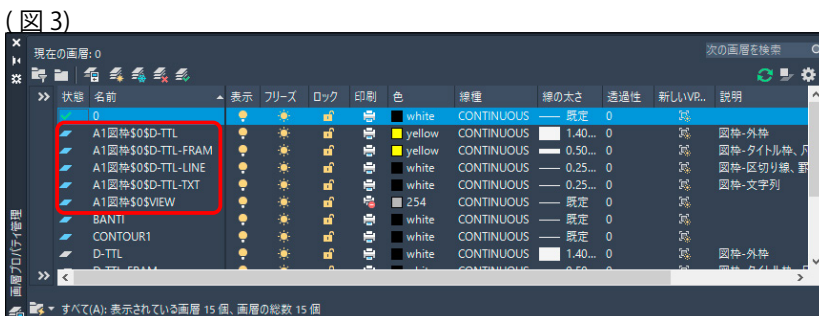 (図 3)
現在の画層: 0
次の画層を検索
状態 名前 表示 フリーズ ロック 印刷 色 線種 線の太さ 透過性 新しいVP... 説明
0 white CONTINUOUS 既定 0
A1図枠$0$D-TTL yellow CONTINUOUS 1.40... 0 図枠-外枠
A1図枠$0$D-TTL-FRAM yellow CONTINUOUS 0.50... 0 図枠-タイトル枠、
A1図枠$0$D-TTL-LINE white CONTINUOUS 0.25... 0 図枠-区切り線、
A1図枠$0$D-TTL-TXT white CONTINUOUS 0.25... 0 図枠-文字列
A1図枠$0$VIEW 254 CONTINUOUS 既定 0
BANTI white CONTINUOUS 既定 0
CONTOUR1 white CONTINUOUS 既定 0
D-TTL white CONTINUOUS 1.40... 0 図枠-外枠
画層プロパティ管理
すべて(A): 表示されている画層 15 個、画層の総数 15 個